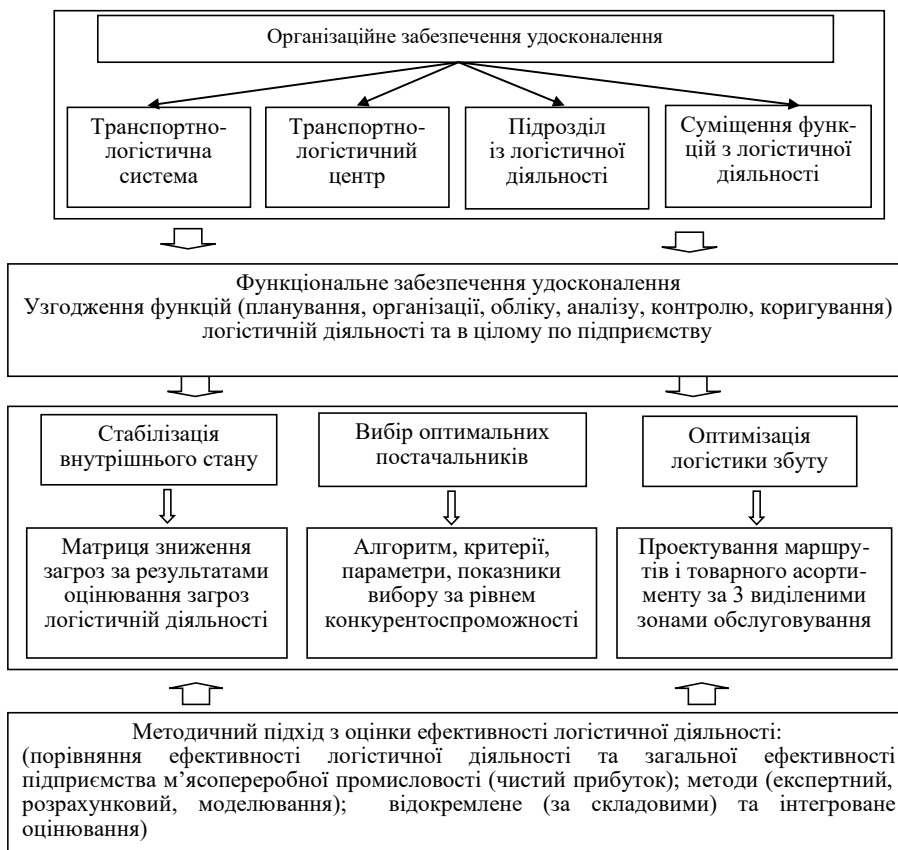 Організаційне забезпечення удосконалення
Транспортно-
логістична
система
Транспортно-
логістичний
центр
Підрозділ
із логістичної
діяльності
Суміщення функ-
цій з логістичної
діяльності
Функціональне забезпечення удосконалення
Узгодження функцій (планування, організації, обліку, аналізу, контролю, коригування)
логістичній діяльності та в цілому по підприємству
Стабілізація
внутрішнього стану
Вибір оптимальних
постачальників
Оптимізація
логістики збуту
Матриця зниження
загроз за результатами
оцінювання загроз
логістичній діяльності
Алгоритм, критерії,
параметри, показники
вибору за рівнем
конкурентоспроможності
Проектування маршру-
тів і товарного асорти-
менту за 3 виділеними
зонами обслуговування
Методичний підхід з оцінки ефективності логістичної діяльності:
(порівняння ефективності логістичної діяльності та загальної ефективності
підприємства м’ясопереробної промисловості (чистий прибуток); методи (експертний,
розрахунковий, моделювання); відокремлене (за складовими) та інтегроване
оцінювання)